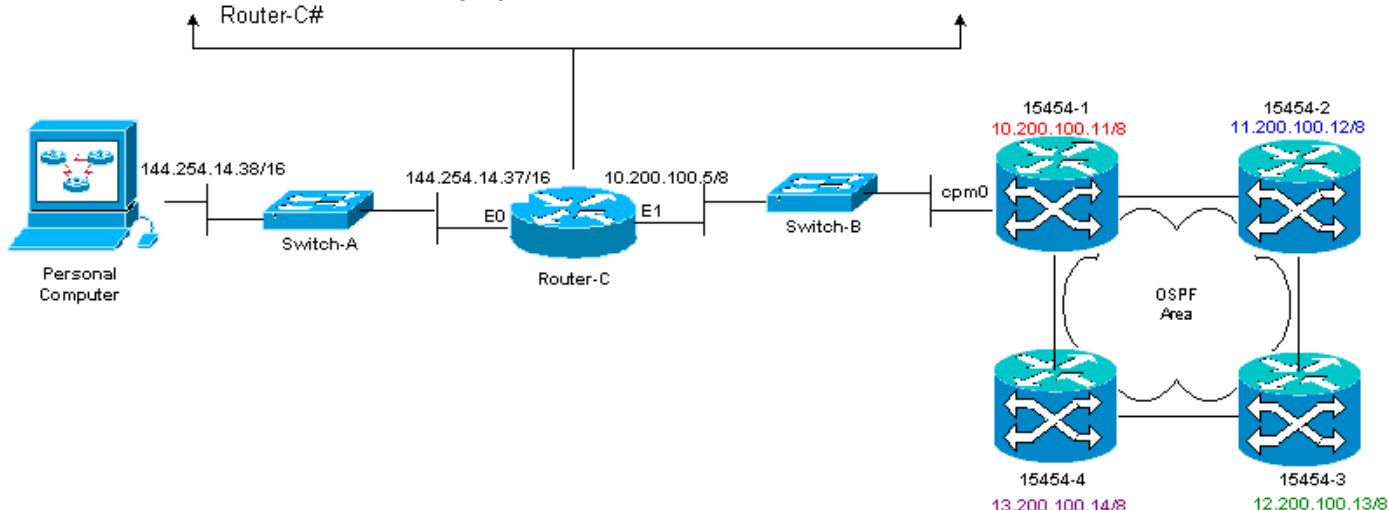 Router-C#
15454-1
10.200.100.11/8
15454-2
11.200.100.12/8
144.254.14.38/16
144.254.14.37/16
10.200.100.5/8
cpm0
E0
E1
Switch-A
Switch-B
Router-C
Personal
Computer
OSPF
Area
15454-4
13.200.100.14/8
15454-3
12.200.100.13/8